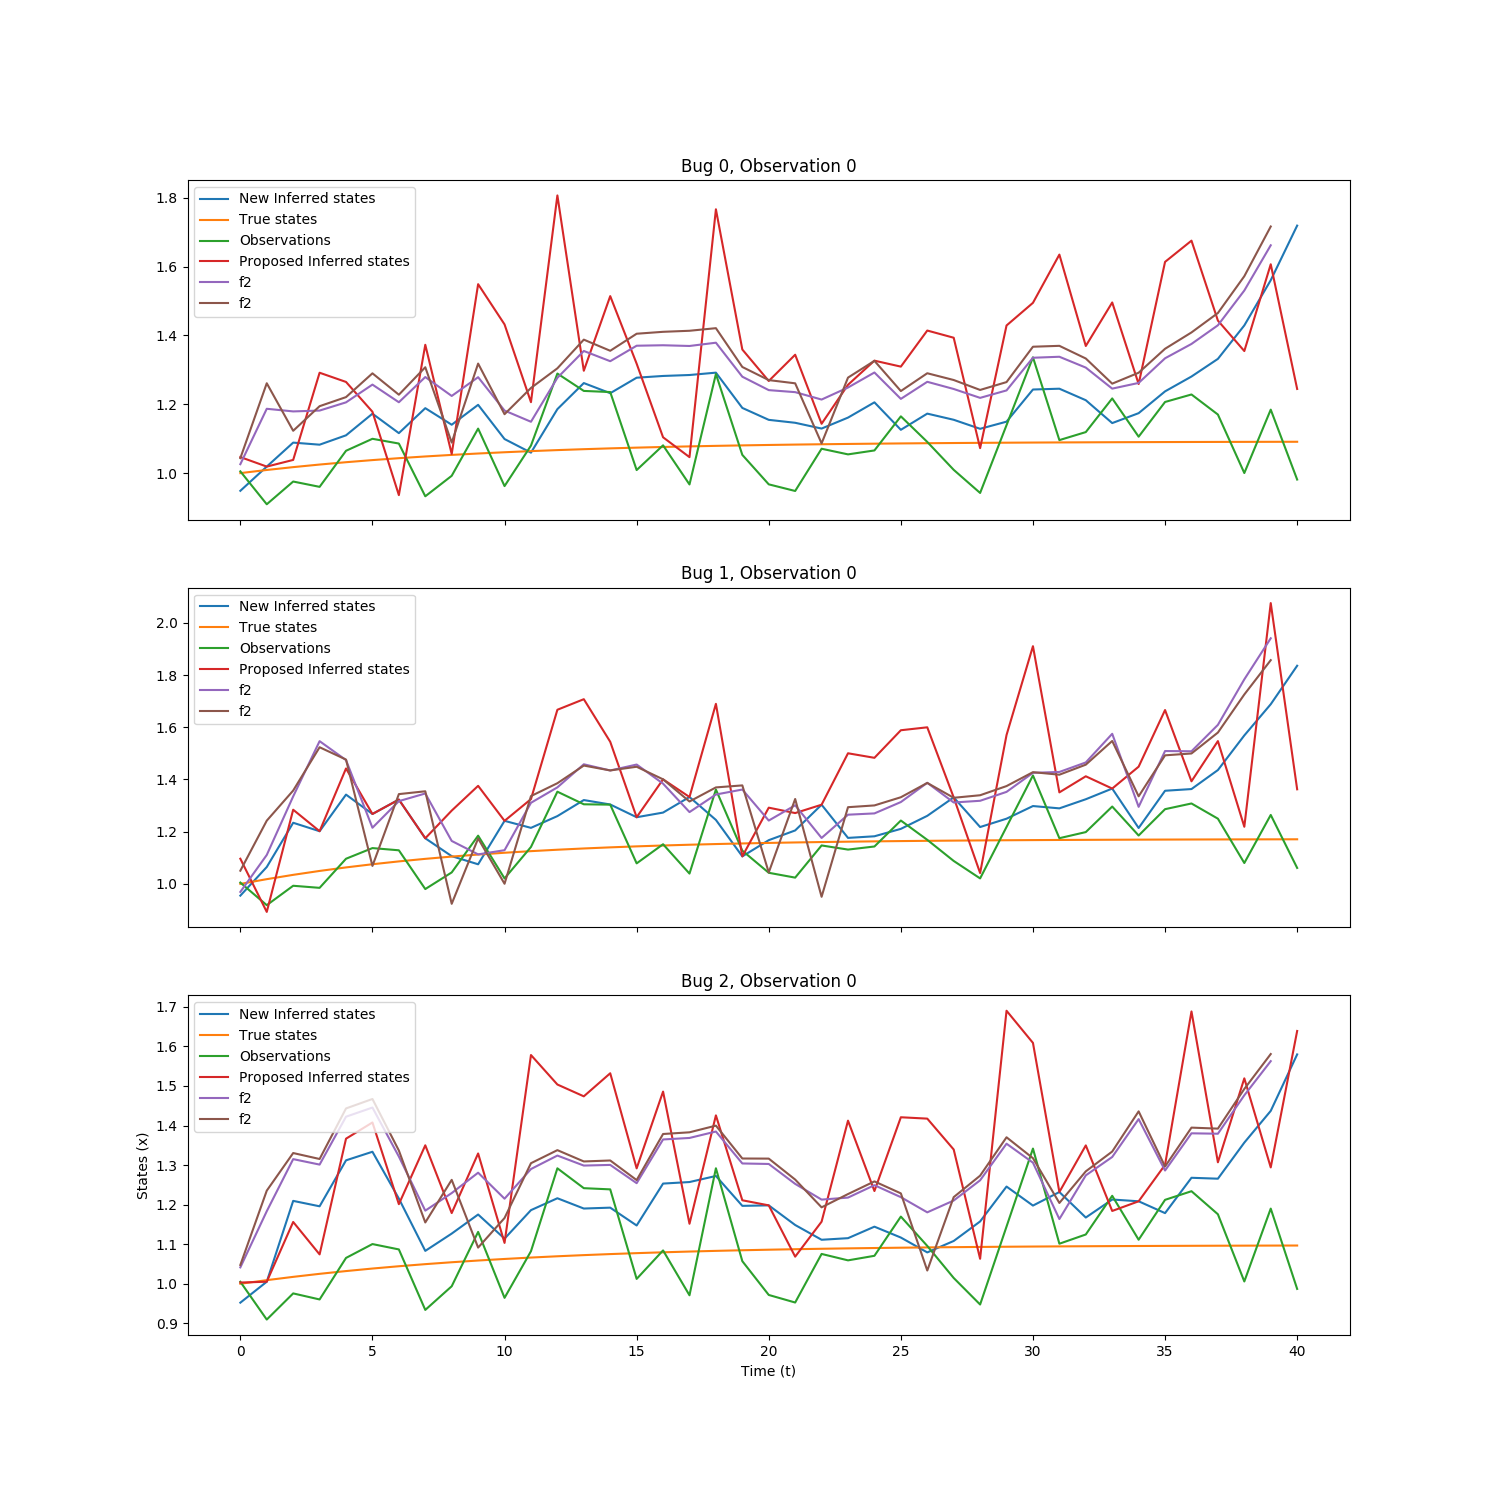 Bug 0, Observation 0
1.8
1.6
1.4
1.2
1.0
New Inferred states
True states
Observations
Proposed Inferred states
f2
f2
Bug 1, Observation 0
2.0
1.8
1.6
1.4
1.2
1.0
New Inferred states
True states
Observations
Proposed Inferred states
f2
f2
Bug 2, Observation 0
1.7
1.6
1.5
1.4
1.3
1.2
1.1
1.0
0.9
States (x)
New Inferred states
True states
Observations
Proposed Inferred states
f2
f2
0 5 10 15 20 25 30 35 40
Time (t)